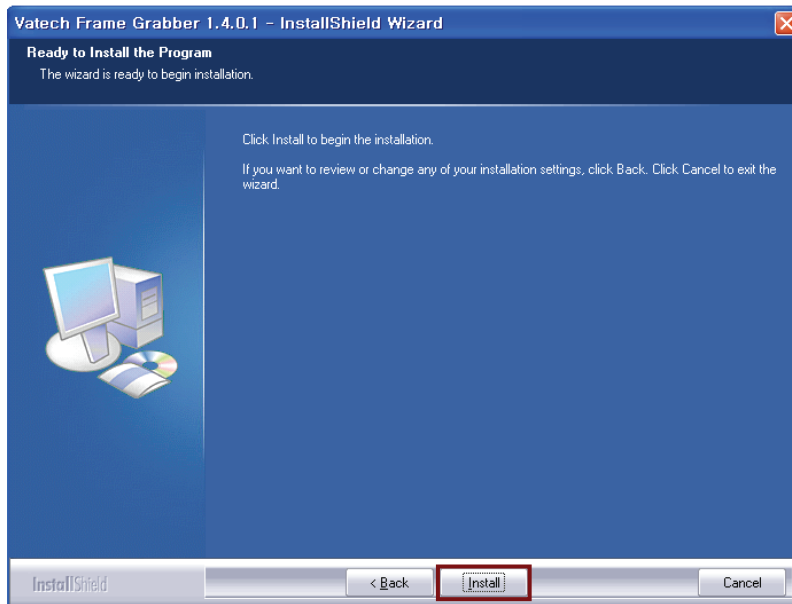 Vatech Frame Grabber 1.4.0.1 - InstallShield Wizard
Ready to Install the Program
The wizard is ready to begin installation.
Click Install to begin the installation.
If you want to review or change any of your installation settings, click Back. Click Cancel to exit the
wizard.
InstallShield
< Back
Install
Cancel